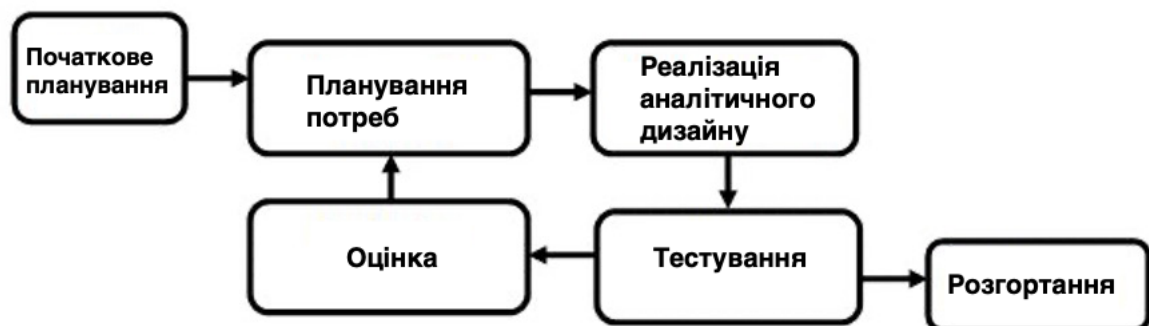 Початкове
планування
Планування
потреб
Реалізація
аналітичного
дизайну
Оцінка
Тестування
Розгортання